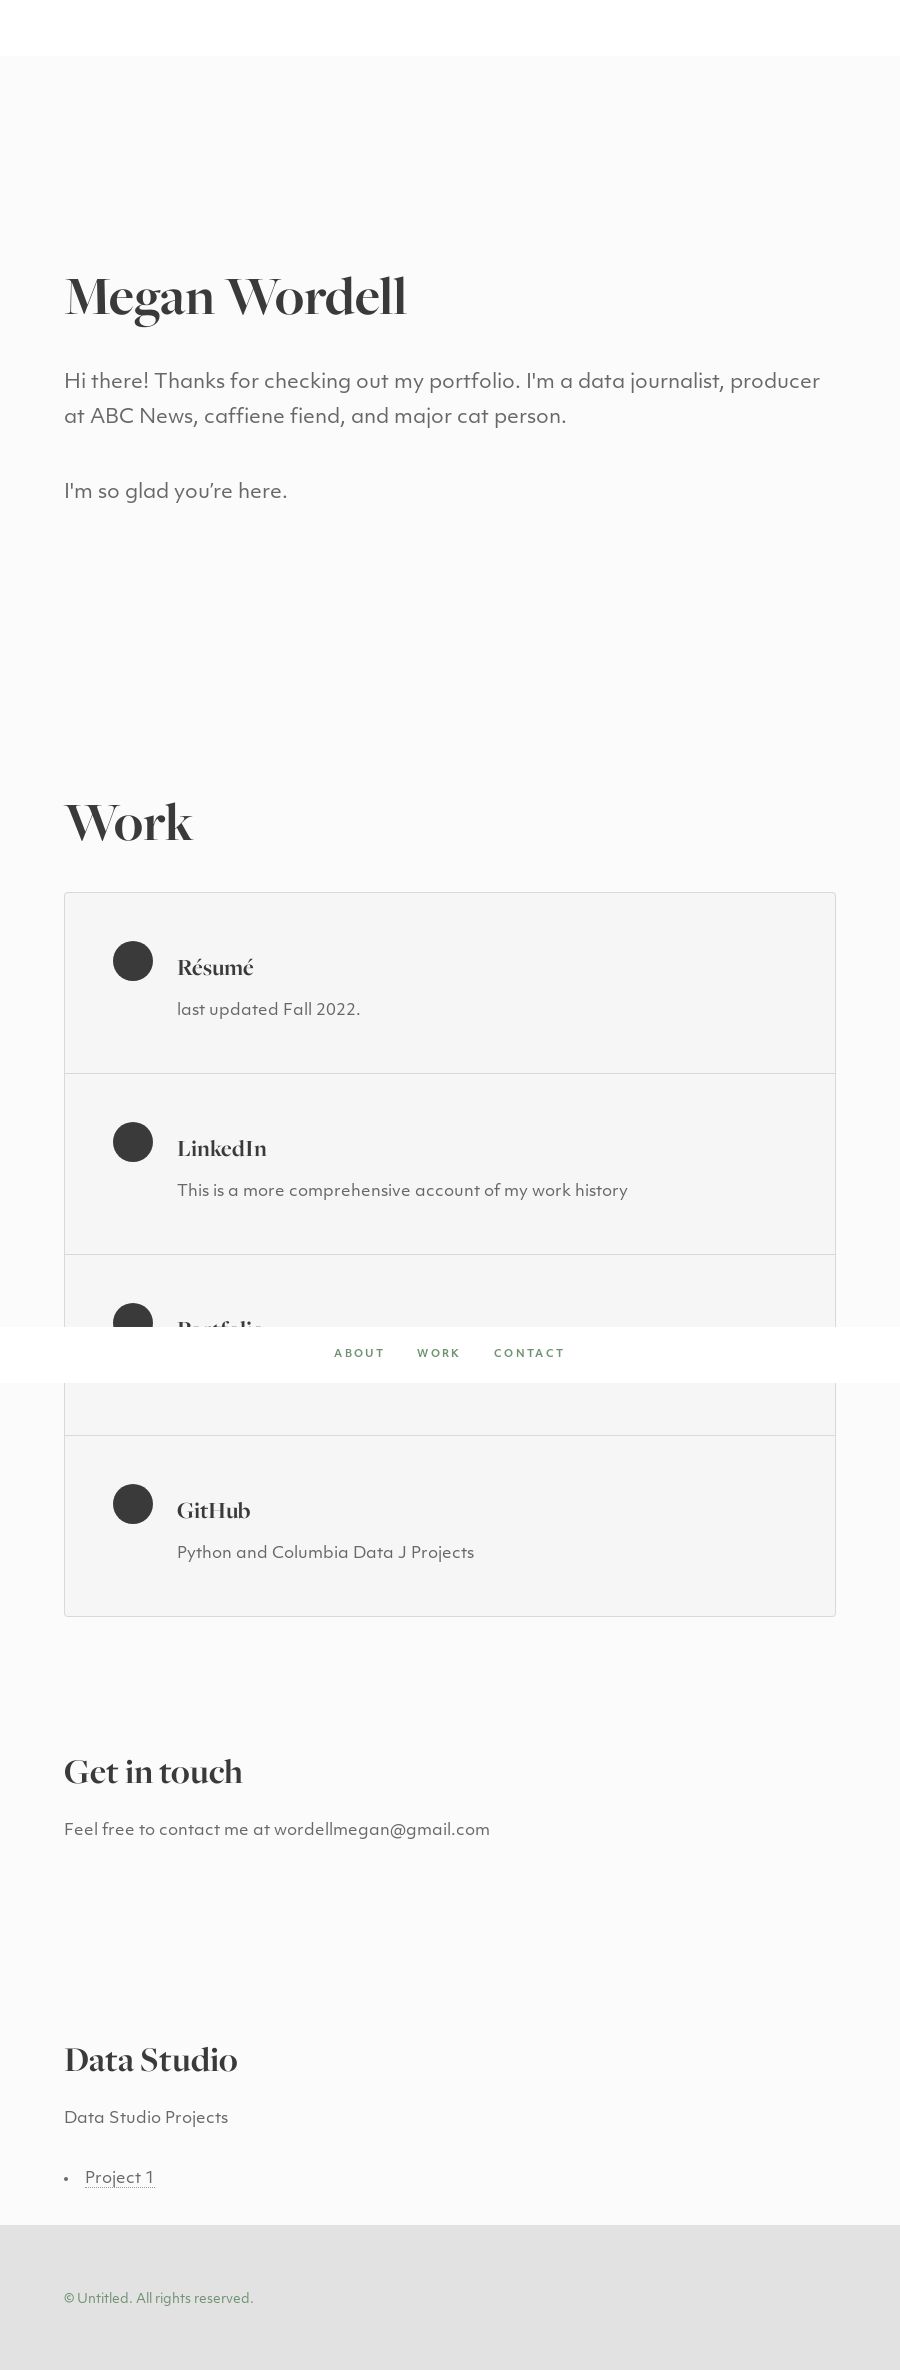 Megan Wordell
Hi there! Thanks for checking out my portfolio. I'm a data journalist, producer
at ABC News, caffiene fiend, and major cat person.
I'm so glad you’re here.
Work
Résumé
last updated Fall 2022.
LinkedIn
This is a more comprehensive account of my work history
Portfolio
ABOUT WORK CONTACT
GitHub
Python and Columbia Data J Projects
Get in touch
Feel free to contact me at wordellmegan@gmail.com
Data Studio
Data Studio Projects
• Project 1
© Untitled. All rights reserved.